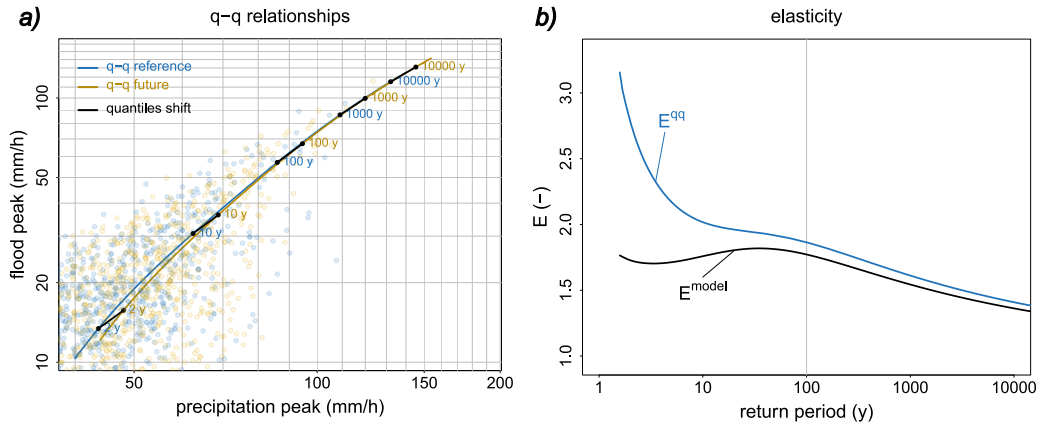 a)
q−q relationships
q−q reference
q−q future
quantiles shift
10000 y
10000 y
1000 y
1000 y
100 y
100 y
10 y
10 y
2 y
2 y
flood peak (mm/h)
100
50
20
10
50
100
150
200
precipitation peak (mm/h)
b)
elasticity
E (−)
3.0
2.5
2.0
1.5
1.0
E^qq
E^model
1
10
100
1000
10000
return period (y)